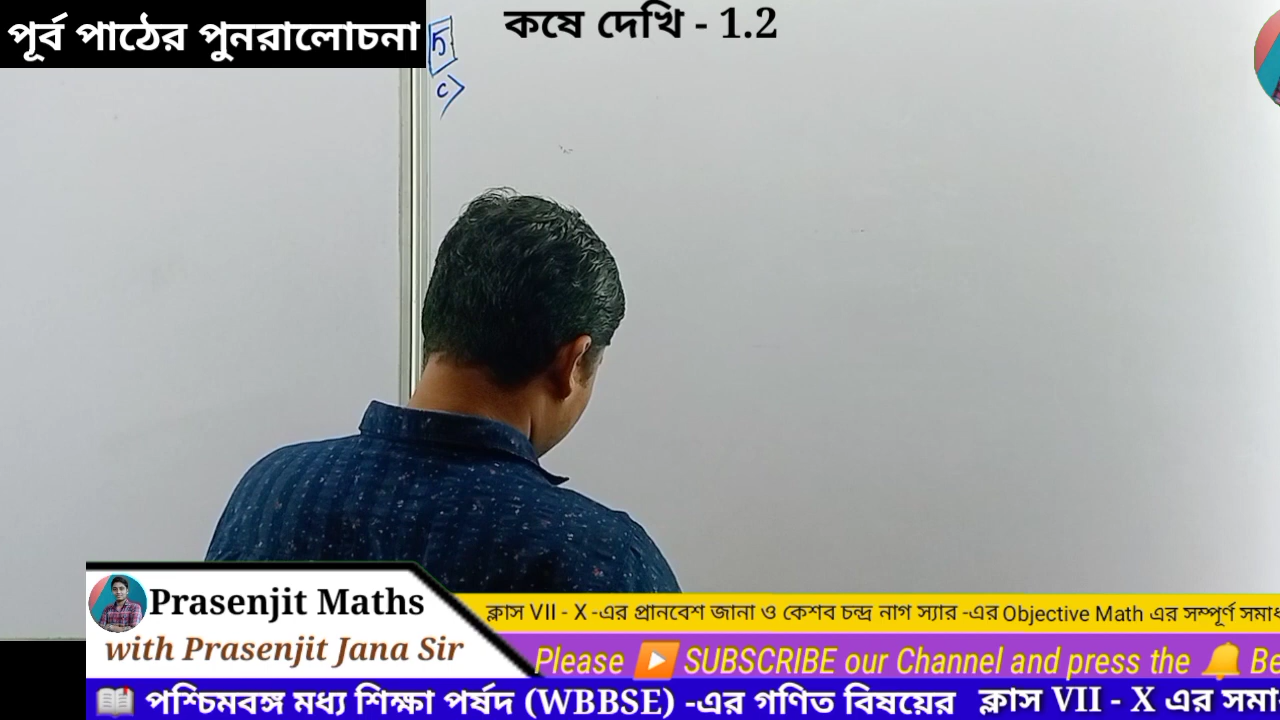 পূর্ব পাঠের পুনরালোচনা
কষে দেখি - 1.2
5
c>
Prasenjit Maths
with Prasenjit Jana Sir
ক্লাস VII - X -এর প্রানবেশ জানা ও কেশব চন্দ্র নাগ স্যার -এর Objective Math এর সম্পূর্ণ
Please SUBSCRIBE our Channel and press the
পশ্চিমবঙ্গ মধ্য শিক্ষা পর্ষদ (WBBSE) -এর গণিত বিষয়ের ক্লাস VII - X এর